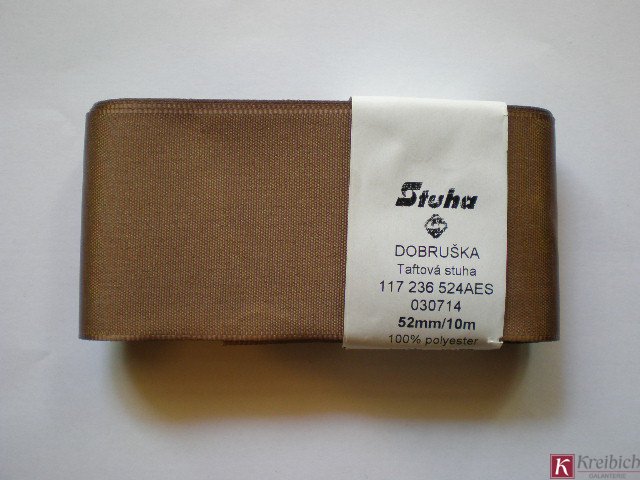 Stuha
DOBRUŠKA
Taftová stuha
117 236 524AES
030714
52mm/10m
100% polyester
K Kreibich
GALANTERIE